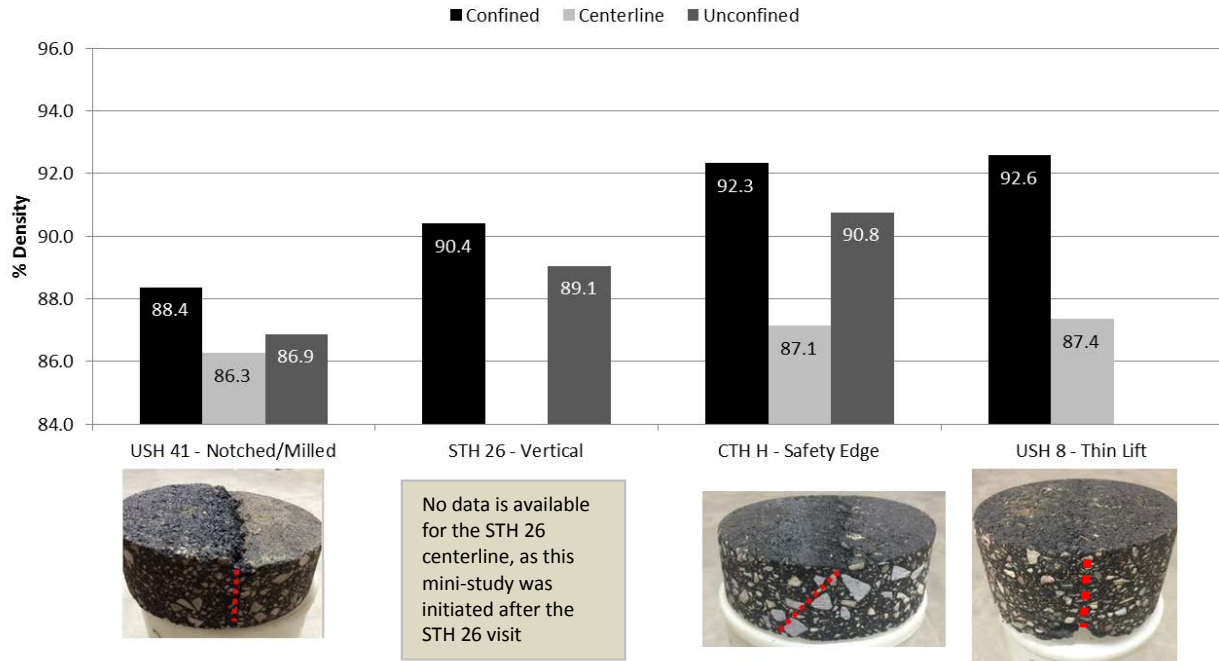 Confined Centerline Unconfined
96.0
94.0
92.0
90.0
88.0
86.0
84.0
% Density
88.4
86.3
86.9
90.4
89.1
92.3
87.1
90.8
92.6
87.4
USH 41 - Notched/Milled
STH 26 - Vertical
CTH H - Safety Edge
USH 8 - Thin Lift
No data is available
for the STH 26
centerline, as this
mini-study was
initiated after the
STH 26 visit